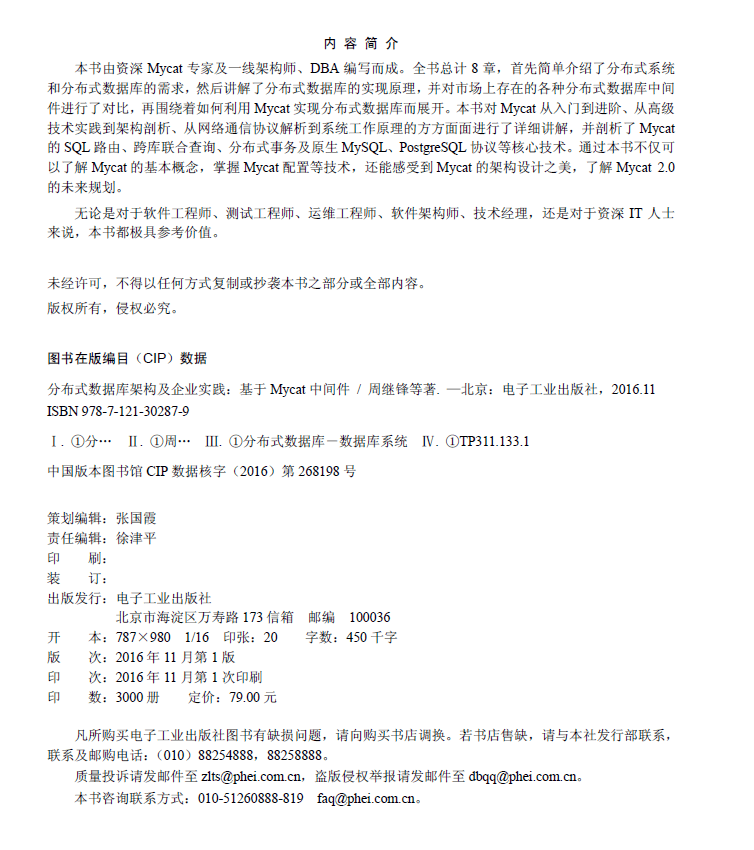 内 容 简 介
本书由资深 Mycat 专家及一线架构师、DBA 编写而成。全书总计 8 章，首先简单介绍了分布式系统
和分布式数据库的需求，然后讲解了分布式数据库的实现原理，并对市场上存在的各种分布式数据库中间
件进行了对比，再围绕着如何利用 Mycat 实现分布式数据库而展开。本书对 Mycat 从入门到进阶、从高级
技术实践到架构剖析、从网络通信协议解析到系统工作原理的方方面面进行了详细讲解，并剖析了 Mycat
的 SQL 路由、跨库联合查询、分布式事务及原生 MySQL、PostgreSQL 协议等核心技术。通过本书不仅可
以了解 Mycat 的基本概念，掌握 Mycat 配置等技术，还能感受到 Mycat 的架构设计之美，了解 Mycat 2.0
的未来规划。
无论是对于软件工程师、测试工程师、运维工程师、软件架构师、技术经理，还是对于资深 IT 人士
来说，本书都极具参考价值。
未经许可，不得以任何方式复制或抄袭本书之部分或全部内容。
版权所有，侵权必究。
图书在版编目（CIP）数据
分布式数据库架构及企业实践：基于 Mycat 中间件 / 周继锋等著. —北京：电子工业出版社，2016.11
ISBN 978-7-121-30287-9
Ⅰ. ①分… Ⅱ. ①周… Ⅲ. ①分布式数据库－数据库系统 Ⅳ. ①TP311.133.1
中国版本图书馆 CIP 数据核字（2016）第 268198 号
策划编辑：张国霞
责任编辑：徐津平
印　　刷：
装　　订：
出版发行：电子工业出版社
北京市海淀区万寿路 173 信箱　邮编　100036
开　　本：787×980　1/16　印张：20　　字数：450 千字
版　　次：2016 年 11 月第 1 版
印　　次：2016 年 11 月第 1 次印刷
印　　数：3000 册　　定价：79.00 元
凡所购买电子工业出版社图书有缺损问题，请向购买书店调换。若书店售缺，请与本社发行部联系，
联系及邮购电话：（010）88254888，88258888。
质量投诉请发邮件至 zlts@phei.com.cn，盗版侵权举报请发邮件至 dbqq@phei.com.cn。
本书咨询联系方式：010-51260888-819　faq@phei.com.cn。